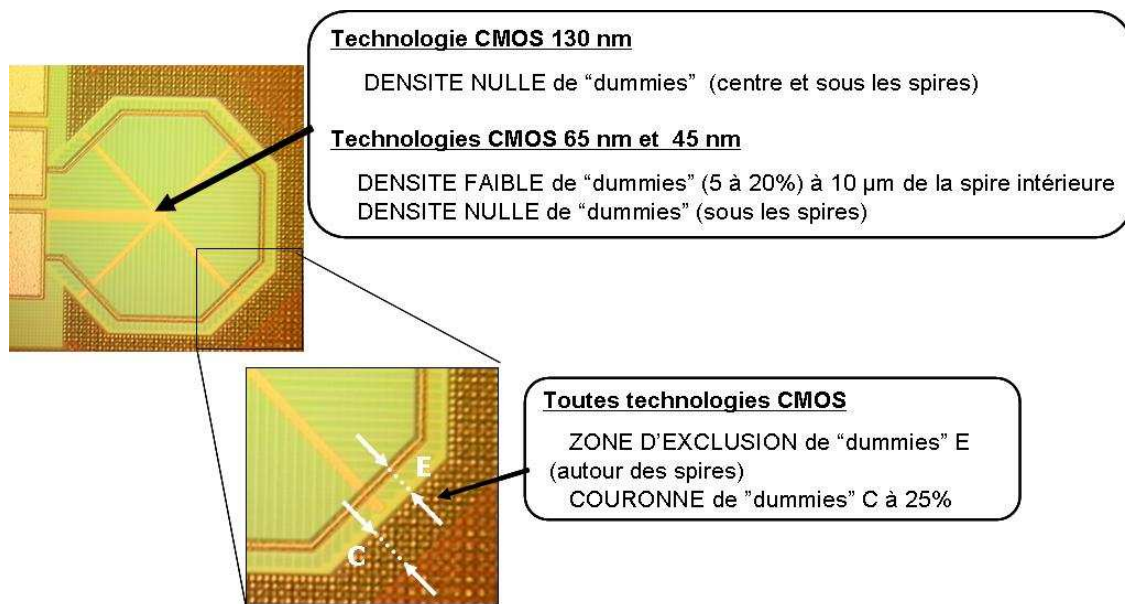 Technologie CMOS 130 nm
DENSITE NULLE de “dummies” (centre et sous les spires)
Technologies CMOS 65 nm et 45 nm
DENSITE FAIBLE de “dummies” (5 à 20%) à 10 µm de la spire intérieure
DENSITE NULLE de “dummies” (sous les spires)
Toutes technologies CMOS
ZONE D’EXCLUSION de “dummies” E
(autour des spires)
COURONNE de ”dummies” C à 25%
E
C